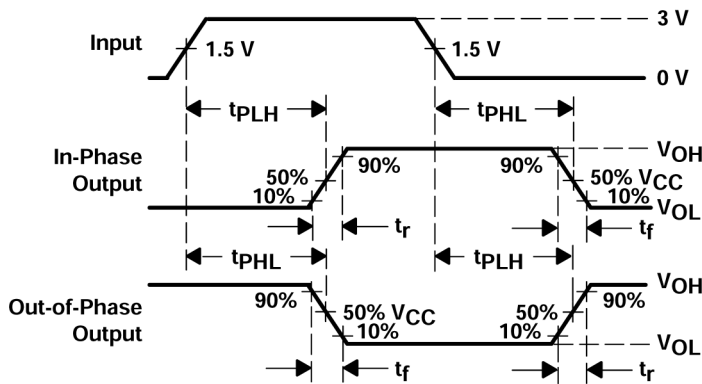 3 V
Input
1.5 V
1.5 V
0 V
tPLH
tPHL
In-Phase
Output
VOH
90%
90%
50%
50% VCC
10%
10%
VOL
tr
tf
tPHL
tPLH
Out-of-Phase
Output
VOH
90%
90%
50% VCC
50%
10%
10%
VOL
tf
tr